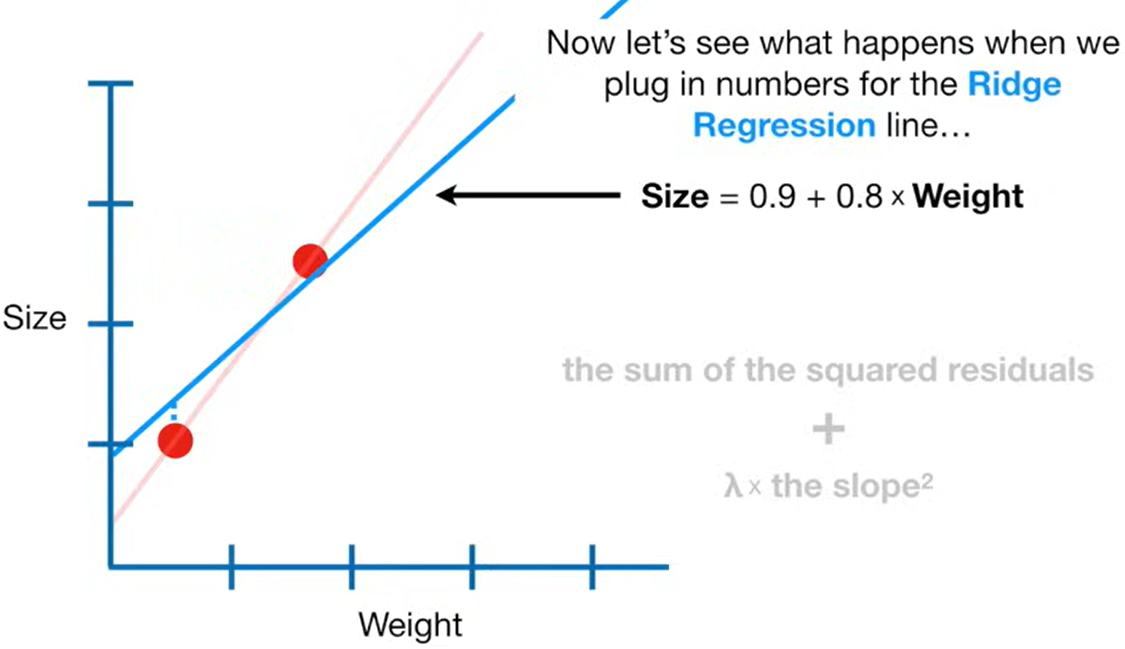 Now let's see what happens when we
plug in numbers for the Ridge
Regression line…
Size = 0.9 + 0.8 × Weight
Size
the sum of the squared residuals
+
λ × the slope²
Weight